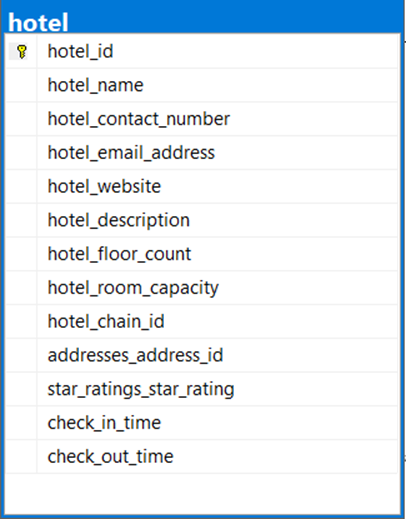 hotel
hotel_id
hotel_name
hotel_contact_number
hotel_email_address
hotel_website
hotel_description
hotel_floor_count
hotel_room_capacity
hotel_chain_id
addresses_address_id
star_ratings_star_rating
check_in_time
check_out_time